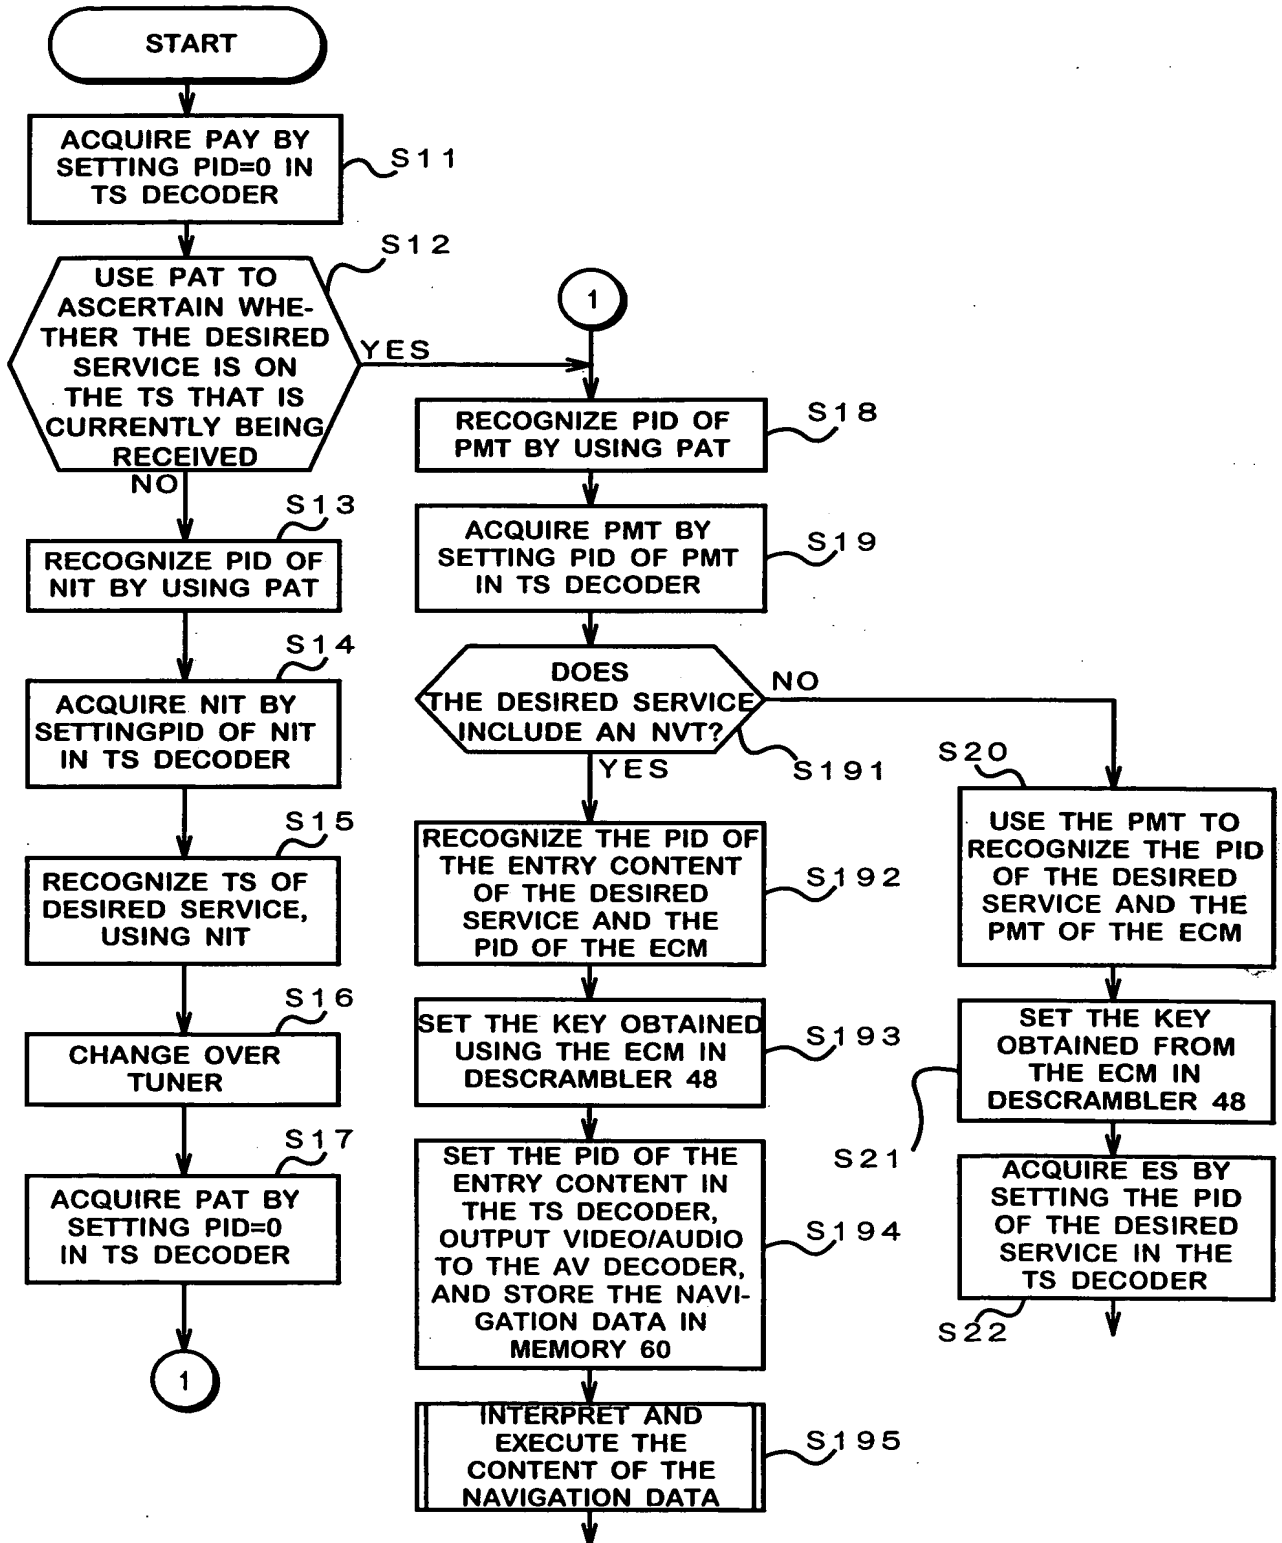 START
ACQUIRE PAY BY
SETTING PID=0 IN
TS DECODER
S11
USE PAT TO
ASCERTAIN WHE-
THER THE DESIRED
SERVICE IS ON
THE TS THAT IS
CURRENTLY BEING
RECEIVED
S12
YES
NO
RECOGNIZE PID OF
NIT BY USING PAT
S13
ACQUIRE NIT BY
SETTINGPID OF NIT
IN TS DECODER
S14
RECOGNIZE TS OF
DESIRED SERVICE,
USING NIT
S15
CHANGE OVER
TUNER
S16
ACQUIRE PAT BY
SETTING PID=0
IN TS DECODER
S17
1
1
RECOGNIZE PID OF
PMT BY USING PAT
S18
ACQUIRE PMT BY
SETTING PID OF PMT
IN TS DECODER
S19
DOES
THE DESIRED SERVICE
INCLUDE AN NVT?
S191
NO
YES
RECOGNIZE THE PID OF
THE ENTRY CONTENT
OF THE DESIRED
SERVICE AND THE
PID OF THE ECM
S192
SET THE KEY OBTAINED
USING THE ECM IN
DESCRAMBLER 48
S193
SET THE PID OF THE
ENTRY CONTENT IN
THE TS DECODER,
OUTPUT VIDEO/AUDIO
TO THE AV DECODER,
AND STORE THE NAVI-
GATION DATA IN
MEMORY 60
S194
INTERPRET AND
EXECUTE THE
CONTENT OF THE
NAVIGATION DATA
S195
S20
USE THE PMT TO
RECOGNIZE THE PID
OF THE DESIRED
SERVICE AND THE
PMT OF THE ECM
SET THE KEY
OBTAINED FROM
THE ECM IN
DESCRAMBLER 48
S21
ACQUIRE ES BY
SETTING THE PID
OF THE DESIRED
SERVICE IN THE
TS DECODER
S22